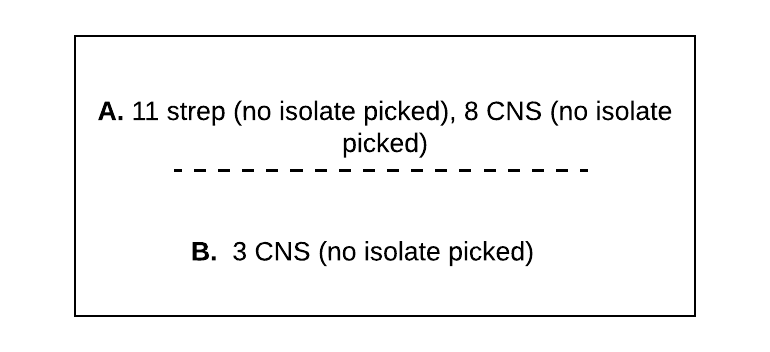 A. 11 strep (no isolate picked), 8 CNS (no isolate
picked)
B. 3 CNS (no isolate picked)